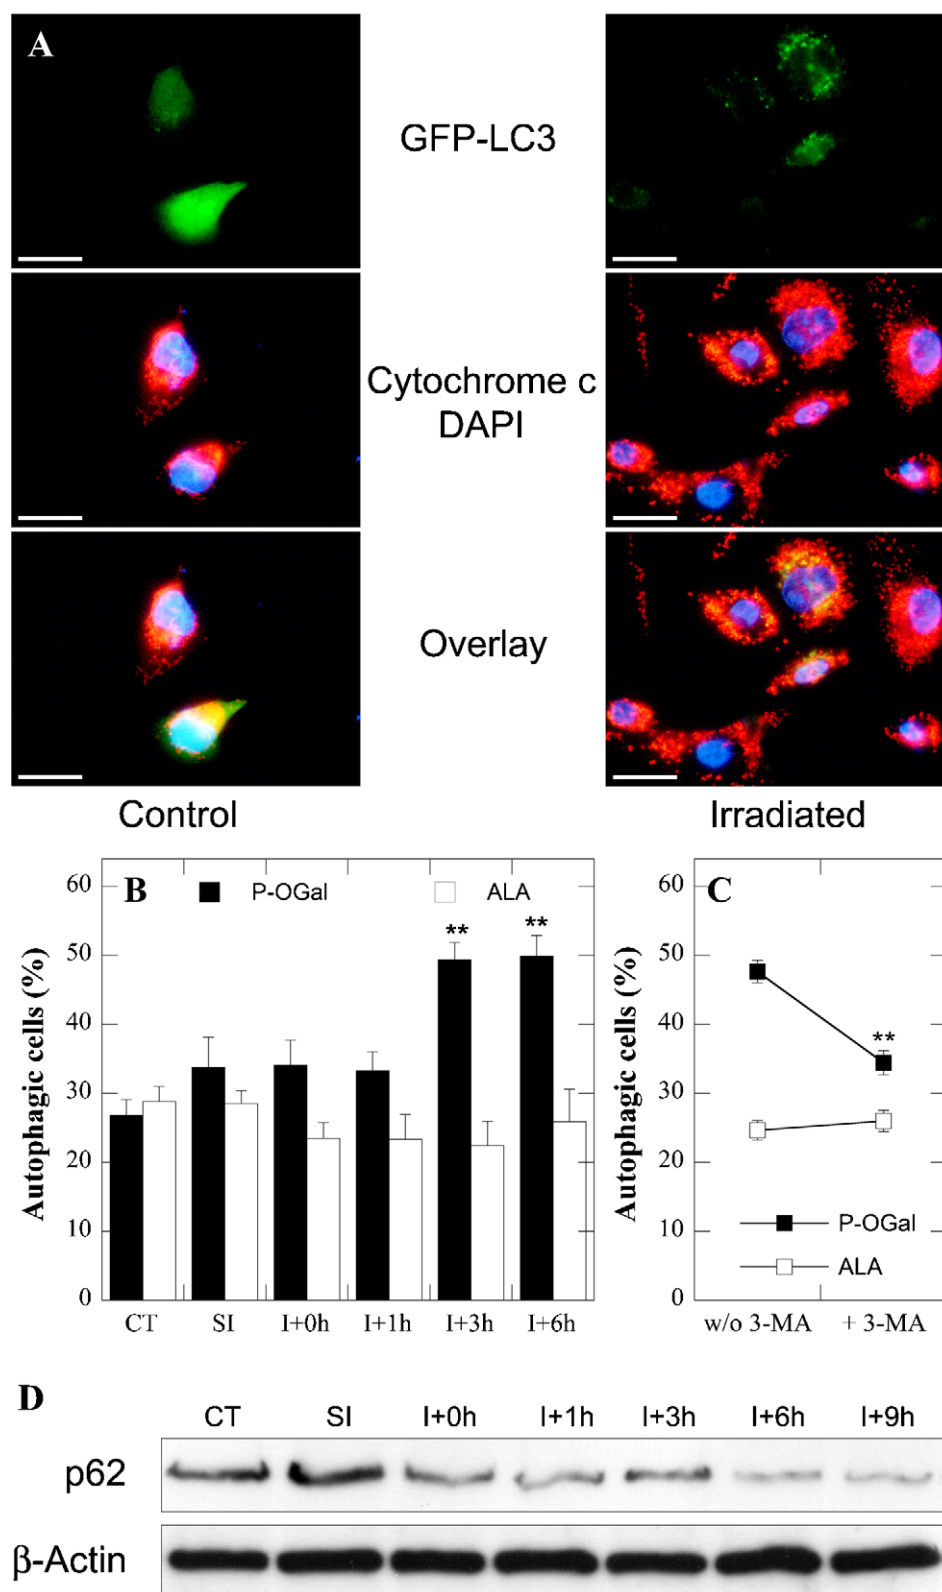 A
GFP-LC3
Cytochrome c
DAPI
Overlay
Control
Irradiated
B
P-OGal
ALA
Autophagic cells (%)
60
50
40
30
20
10
0
CT
SI
I+0h
I+1h
I+3h
I+6h
**
**
C
Autophagic cells (%)
60
50
40
30
20
10
0
**
P-OGal
ALA
w/o 3-MA
+ 3-MA
D
CT
SI
I+0h
I+1h
I+3h
I+6h
I+9h
p62
β-Actin